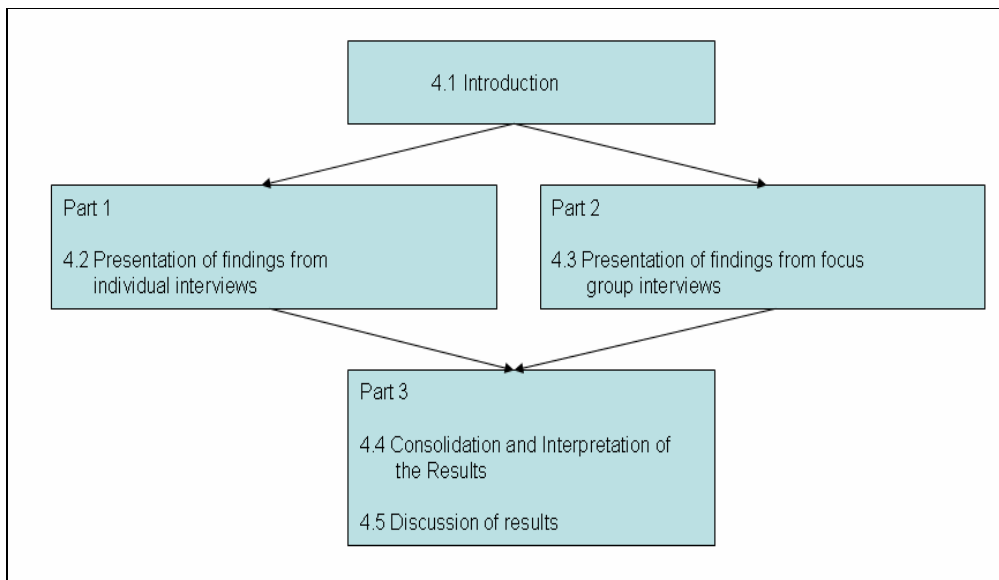 4.1 Introduction
Part 1
4.2 Presentation of findings from
individual interviews
Part 2
4.3 Presentation of findings from focus
group interviews
Part 3
4.4 Consolidation and Interpretation of
the Results
4.5 Discussion of results